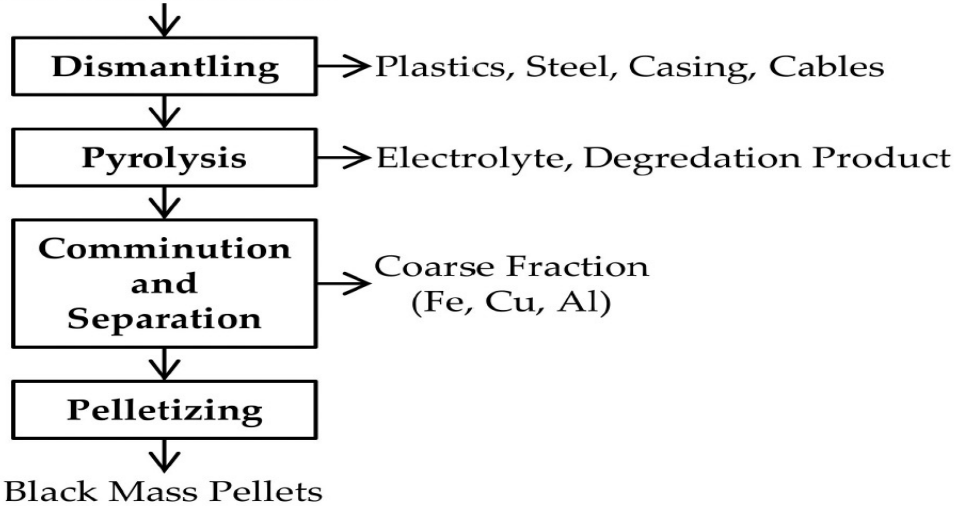 Dismantling
Plastics, Steel, Casing, Cables
Pyrolysis
Electrolyte, Degredation Product
Comminution
and
Separation
Coarse Fraction
(Fe, Cu, Al)
Pelletizing
Black Mass Pellets